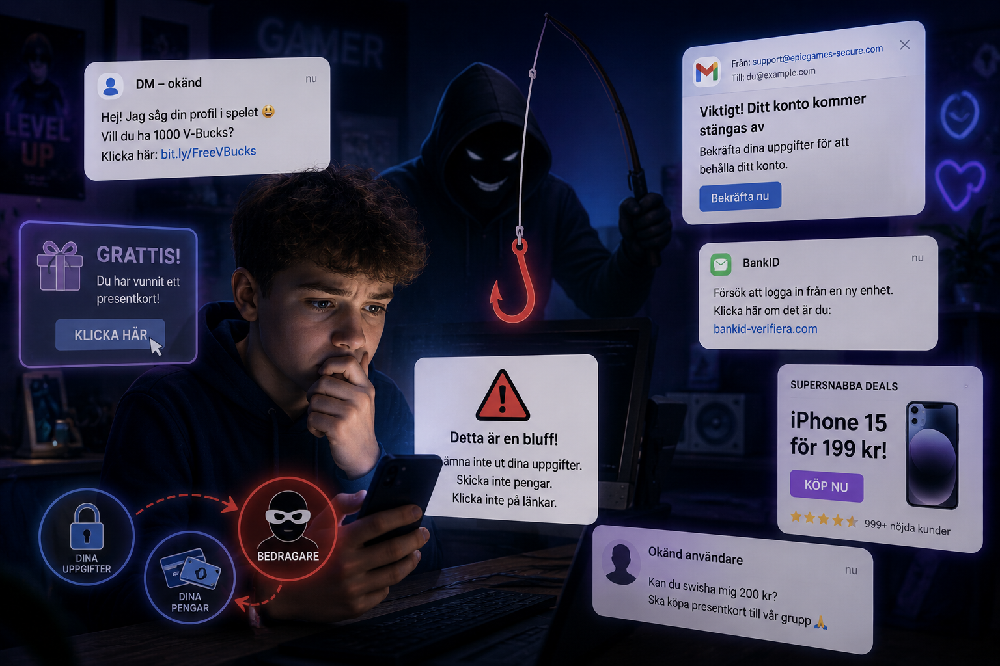 GAMER
LEVEL
UP
DM – okänd
nu
Hej! Jag såg din profil i spelet 😃
Vill du ha 1000 V-Bucks?
Klicka här: bit.ly/FreeVBucks
Från: support@epicgames-secure.com
Till: du@example.com
Viktigt! Ditt konto kommer
stängas av
Bekräfta dina uppgifter för att
behålla ditt konto.
Bekräfta nu
GRATTIS!
Du har vunnit ett
presentkort!
KLICKA HÄR
BankID
nu
Försök att logga in från en ny enhet.
Klicka här om det är du:
bankid-verifiera.com
Detta är en bluff!
ämna inte ut dina uppgifter.
Skicka inte pengar.
Klicka inte på länkar.
SUPERSNABBA DEALS
iPhone 15
för 199 kr!
KÖP NU
999+ nöjda kunder
DINA
UPPGIFTER
BEDRAGARE
DINA
PENGAR
Okänd användare
nu
Kan du swisha mig 200 kr?
Ska köpa presentkort till vår grupp 🙏